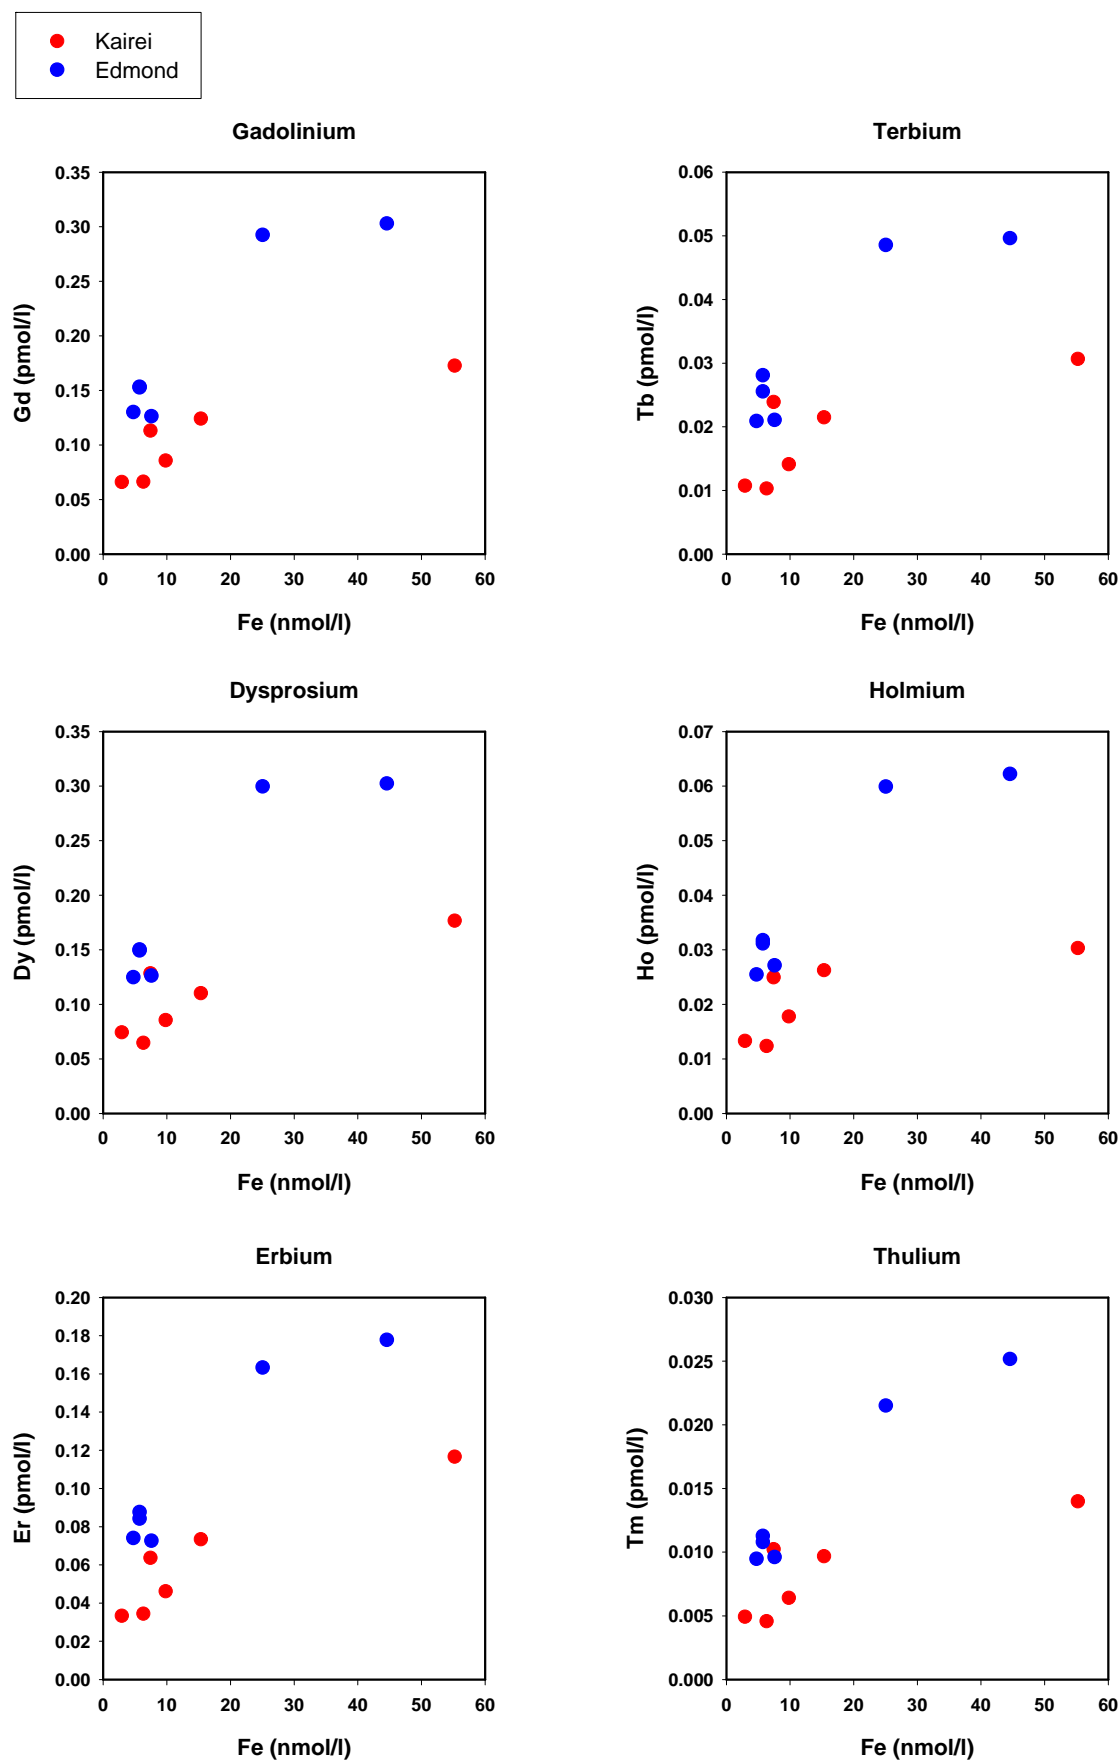 Kairei
Edmond
Gadolinium
Gd (pmol/l)
0.35
0.30
0.25
0.20
0.15
0.10
0.05
0.00
0 10 20 30 40 50 60
Fe (nmol/l)
Terbium
Tb (pmol/l)
0.06
0.05
0.04
0.03
0.02
0.01
0.00
0 10 20 30 40 50 60
Fe (nmol/l)
Dysprosium
Dy (pmol/l)
0.35
0.30
0.25
0.20
0.15
0.10
0.05
0.00
0 10 20 30 40 50 60
Fe (nmol/l)
Holmium
Ho (pmol/l)
0.07
0.06
0.05
0.04
0.03
0.02
0.01
0.00
0 10 20 30 40 50 60
Fe (nmol/l)
Erbium
Er (pmol/l)
0.20
0.18
0.16
0.14
0.12
0.10
0.08
0.06
0.04
0.02
0.00
0 10 20 30 40 50 60
Fe (nmol/l)
Thulium
Tm (pmol/l)
0.030
0.025
0.020
0.015
0.010
0.005
0.000
0 10 20 30 40 50 60
Fe (nmol/l)